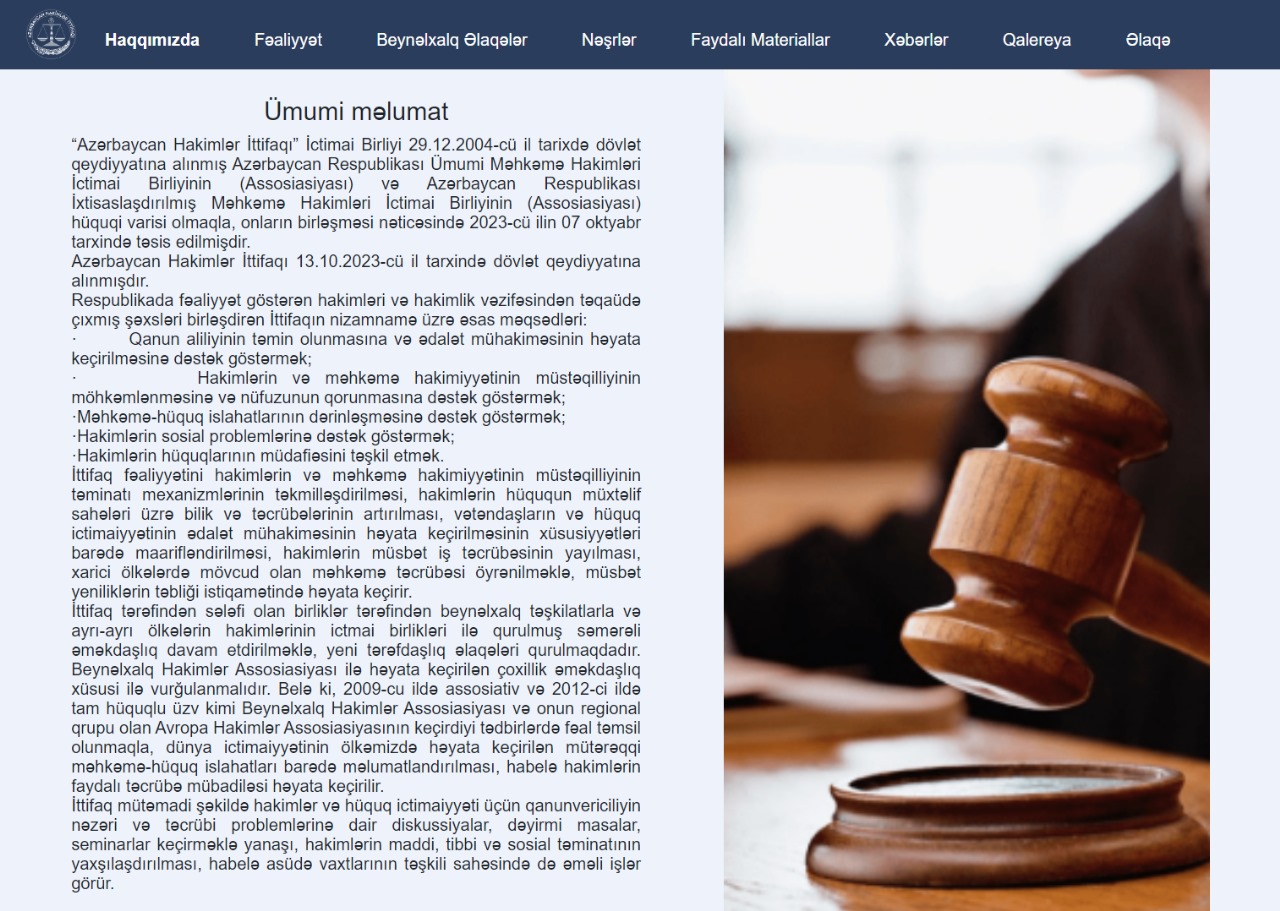 Haqqımızda Fəaliyyət Beynəlxalq Əlaqələr Nəşrlər Faydalı Materiallar Xəbərlər Qalereya Əlaqə
Ümumi məlumat
“Azərbaycan Hakimlər İttifaqı” İctimai Birliyi 29.12.2004-cü il tarixdə dövlət
qeydiyyatına alınmış Azərbaycan Respublikası Ümumi Məhkəmə Hakimləri
İctimai Birliyinin (Assosiasiyası) və Azərbaycan Respublikası
İxtisaslaşdırılmış Məhkəmə Hakimləri İctimai Birliyinin (Assosiasiyası)
hüquqi varisi olmaqla, onların birləşməsi nəticəsində 2023-cü ilin 07 oktyabr
tarxində təsis edilmişdir.
Azərbaycan Hakimlər İttifaqı 13.10.2023-cü il tarxində dövlət qeydiyyatına
alınmışdır.
Respublikada fəaliyyət göstərən hakimləri və hakimlik vəzifəsindən təqaüdə
çıxmış şəxsləri birləşdirən İttifaqın nizamnamə üzrə əsas məqsədləri:
· Qanun aliliyinin təmin olunmasına və ədalət mühakiməsinin həyata
keçirilməsinə dəstək göstərmək;
· Hakimlərin və məhkəmə hakimiyyətinin müstəqilliyinin
möhkəmlənməsinə və nüfuzunun qorunmasına dəstək göstərmək;
·Məhkəmə-hüquq islahatlarının dərinləşməsinə dəstək göstərmək;
·Hakimlərin sosial problemlərinə dəstək göstərmək;
·Hakimlərin hüquqlarının müdafiəsini təşkil etmək.
İttifaq fəaliyyətini hakimlərin və məhkəmə hakimiyyətinin müstəqilliyinin
təminatı mexanizmlərinin təkmilləşdirilməsi, hakimlərin hüququn müxtəlif
sahələri üzrə bilik və təcrübələrinin artırılması, vətəndaşların və hüquq
ictimaiyyətinin ədalət mühakiməsinin həyata keçirilməsinin xüsusiyyətləri
barədə maarifləndirilməsi, hakimlərin müsbət iş təcrübəsinin yayılması,
xarici ölkələrdə mövcud olan məhkəmə təcrübəsi öyrənilməklə, müsbət
yeniliklərin təbliği istiqamətində həyata keçirir.
İttifaq tərəfindən sələfi olan birliklər tərəfindən beynəlxalq təşkilatlarla və
ayrı-ayrı ölkələrin hakimlərinin ictmai birlikləri ilə qurulmuş səmərəli
əməkdaşlıq davam etdirilməklə, yeni tərəfdaşlıq əlaqələri qurulmaqdadır.
Beynəlxalq Hakimlər Assosiasiyası ilə həyata keçirilən çoxillik əməkdaşlıq
xüsusi ilə vurğulanmalıdır. Belə ki, 2009-cu ildə assosiativ və 2012-ci ildə
tam hüquqlu üzv kimi Beynəlxalq Hakimlər Assosiasiyası və onun regional
qrupu olan Avropa Hakimlər Assosiasiyasının keçirdiyi tədbirlərdə fəal təmsil
olunmaqla, dünya ictimaiyyətinin ölkəmizdə həyata keçirilən mütərəqqi
məhkəmə-hüquq islahatları barədə məlumatlandırılması, habelə hakimlərin
faydalı təcrübə mübadiləsi həyata keçirilir.
İttifaq mütəmadi şəkildə hakimlər və hüquq ictimaiyyəti üçün qanunvericiliyin
nəzəri və təcrübi problemlərinə dair diskussiyalar, dəyirmi masalar,
seminarlar keçirməklə yanaşı, hakimlərin maddi, tibbi və sosial təminatının
yaxşılaşdırılması, habelə asüdə vaxtlarının təşkili sahəsində də əməli işlər
görür.